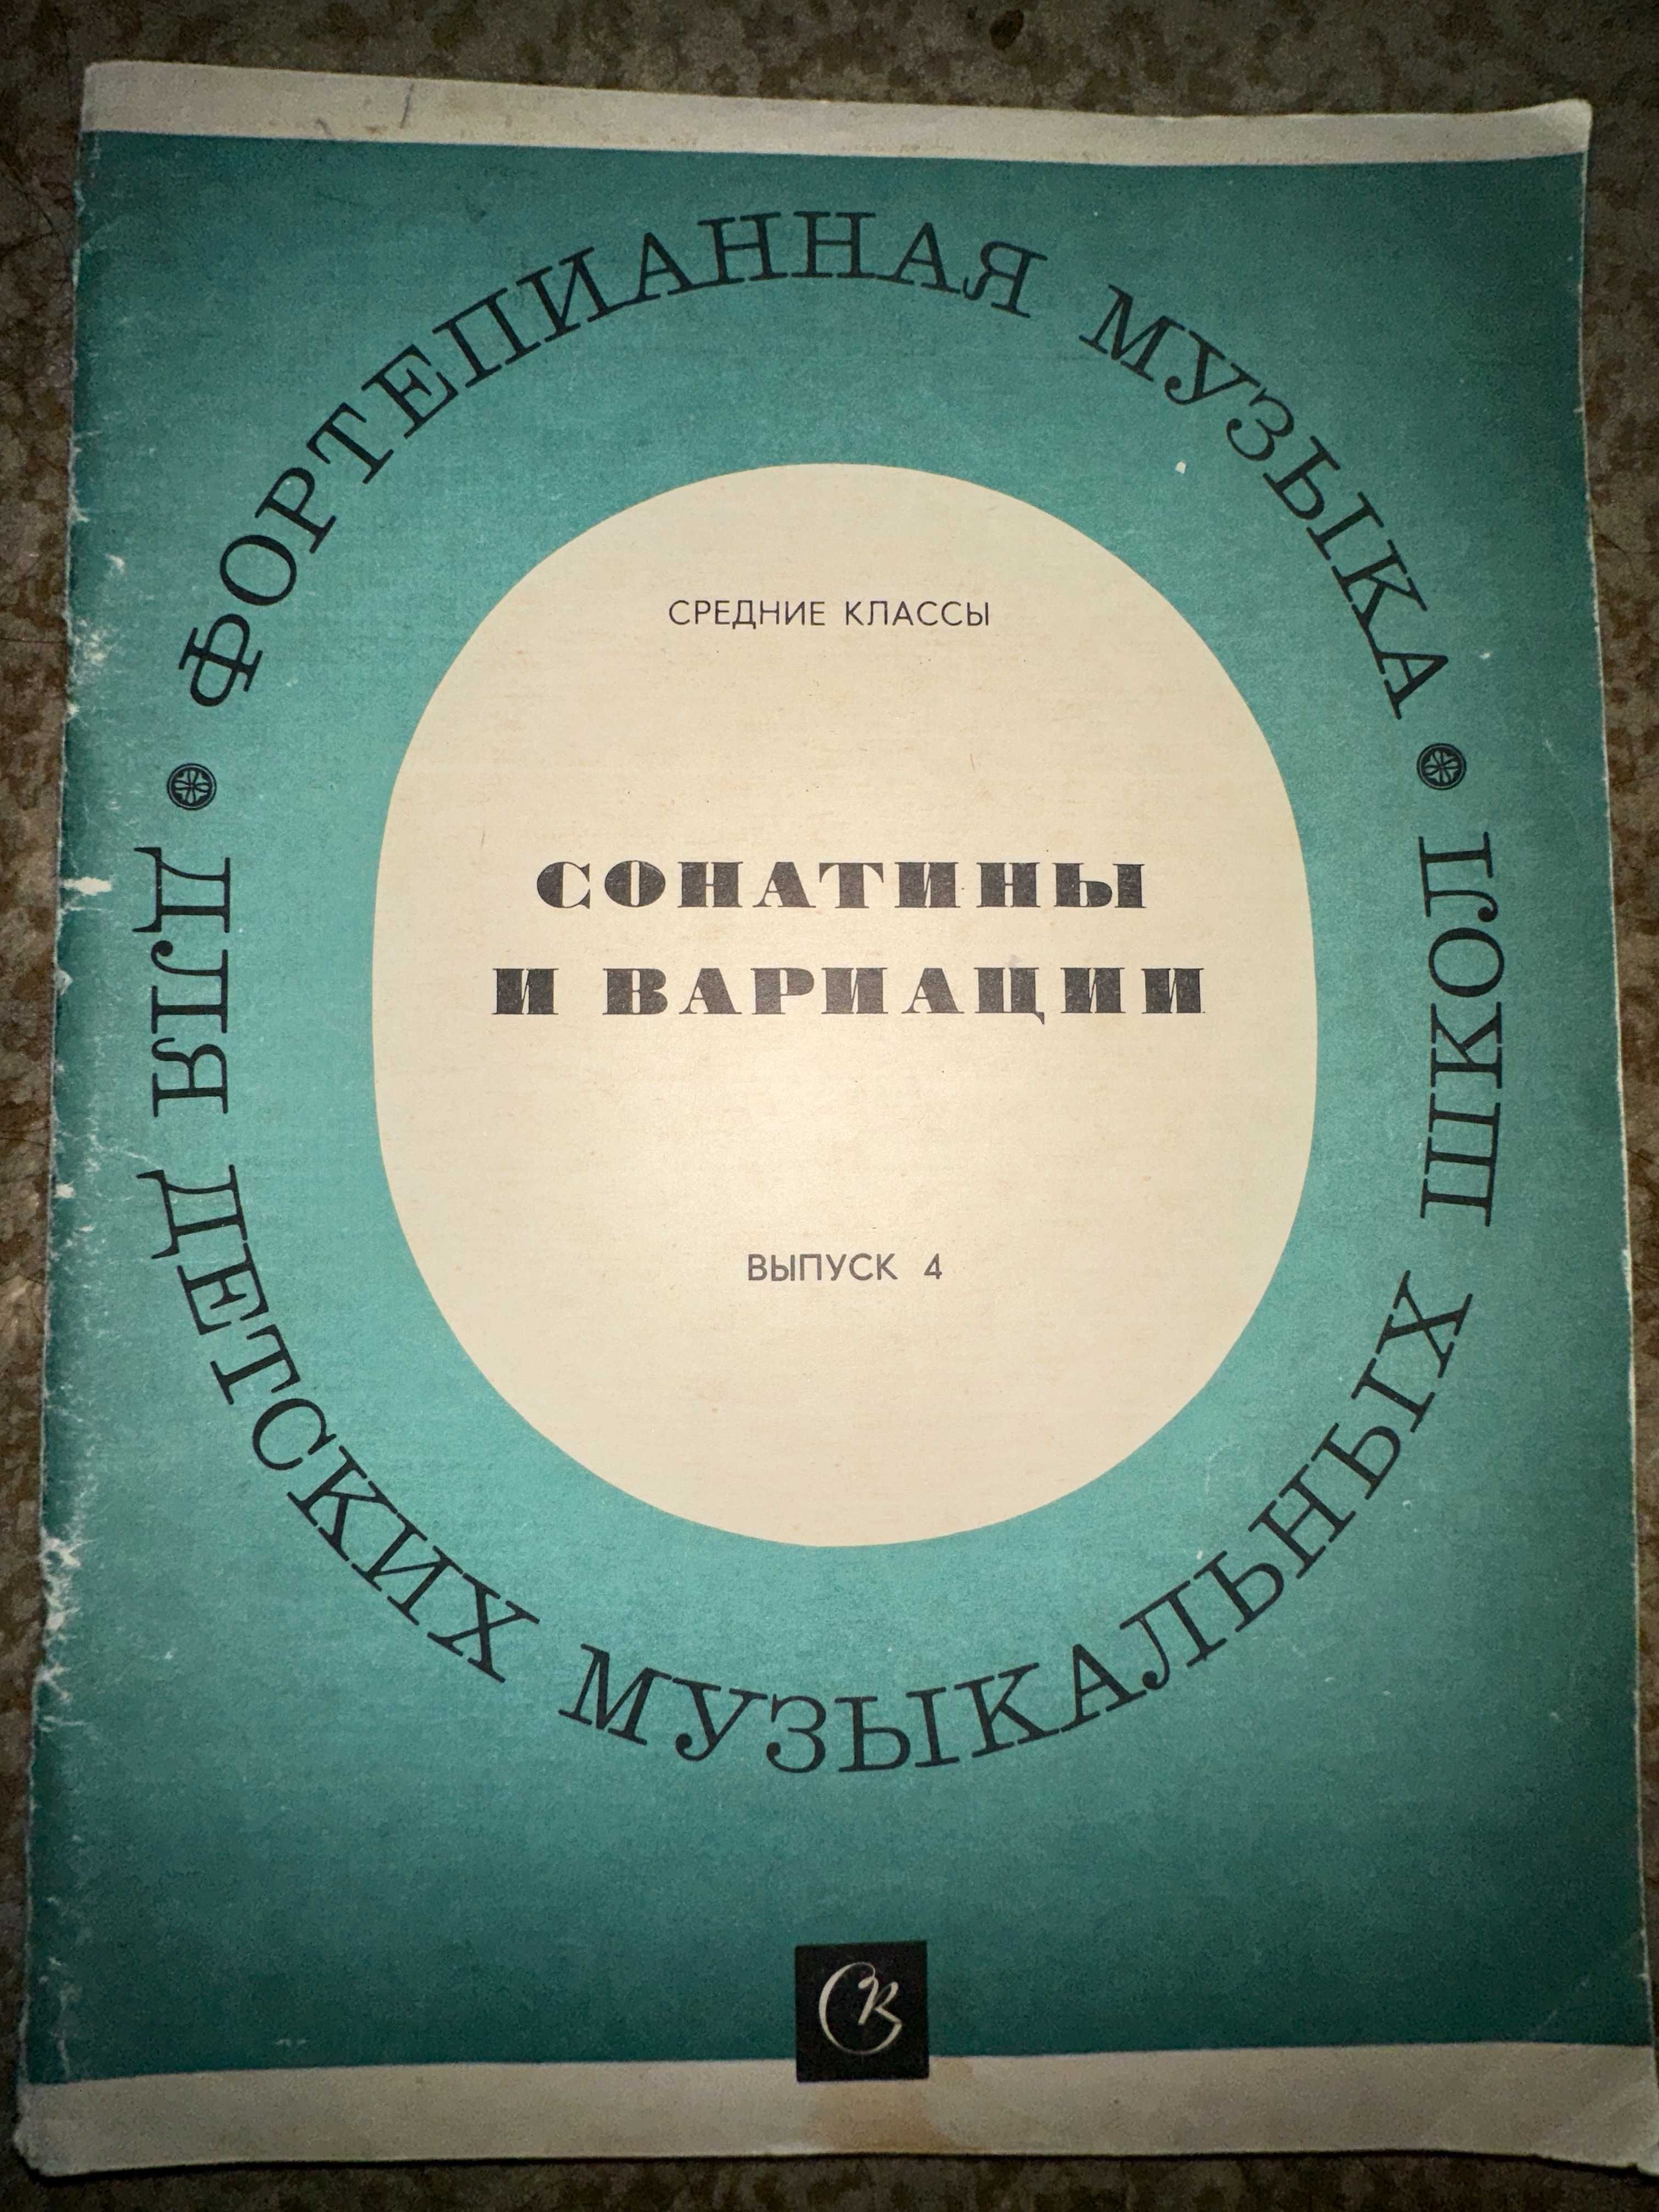 ФОРТЕПИАННАЯ МУЗЫКА
ДЛЯ ДЕТСКИХ МУЗЫКАЛЬНЫХ ШКОЛ
СРЕДНИЕ КЛАССЫ
СОНАТИНЫ
И ВАРИАЦИИ
ВЫПУСК 4
СК